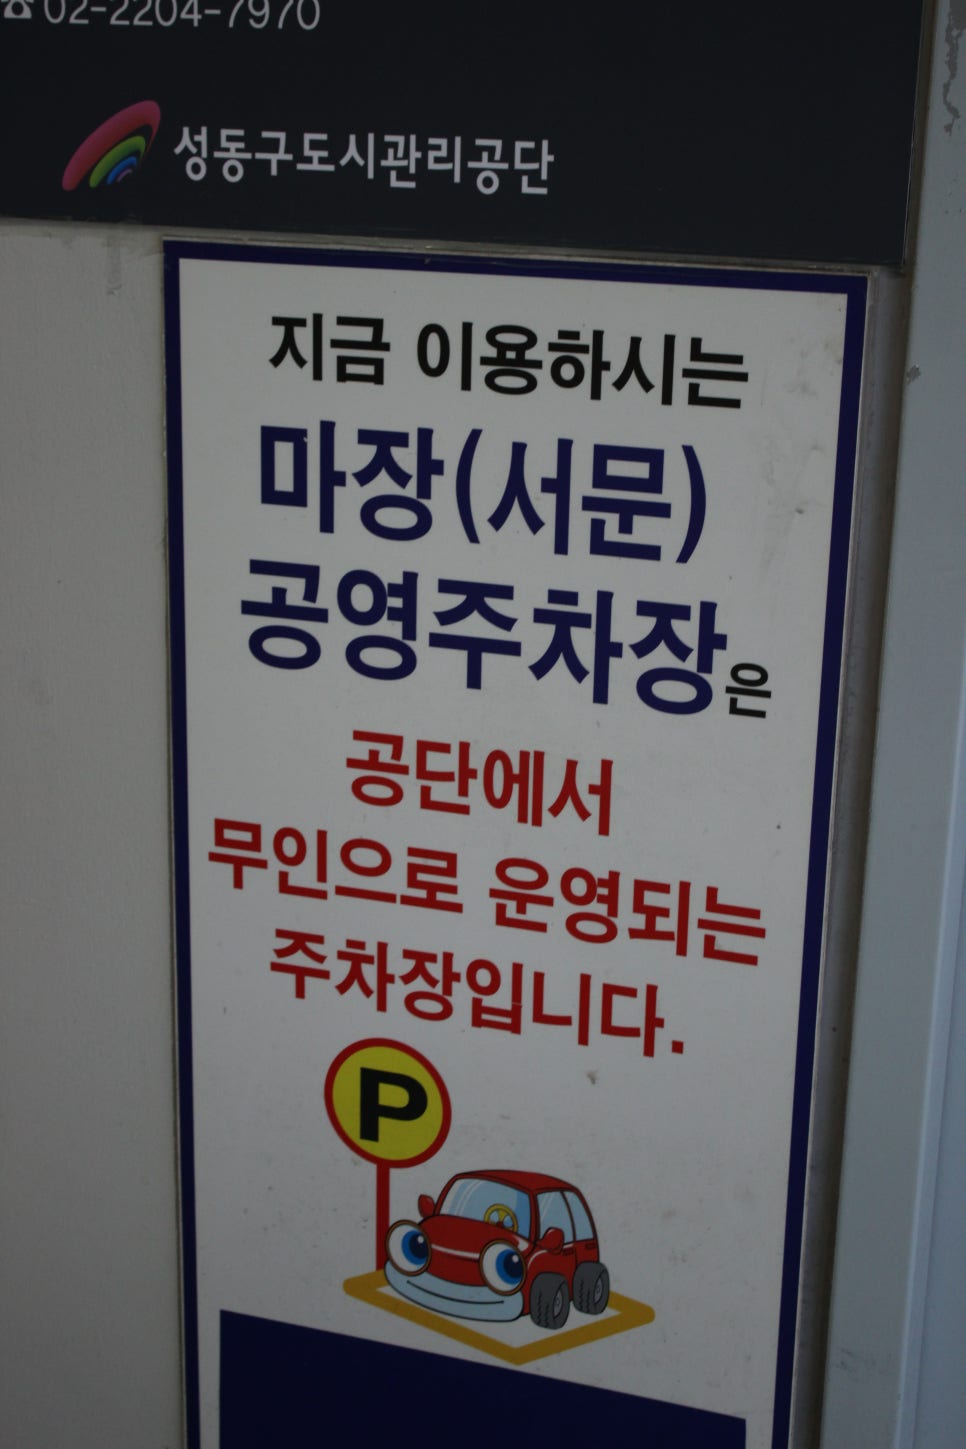 ☎02-2204-7970
성동구도시관리공단
지금 이용하시는
마장(서문)
공영주차장은
공단에서
무인으로 운영되는
주차장입니다.
P